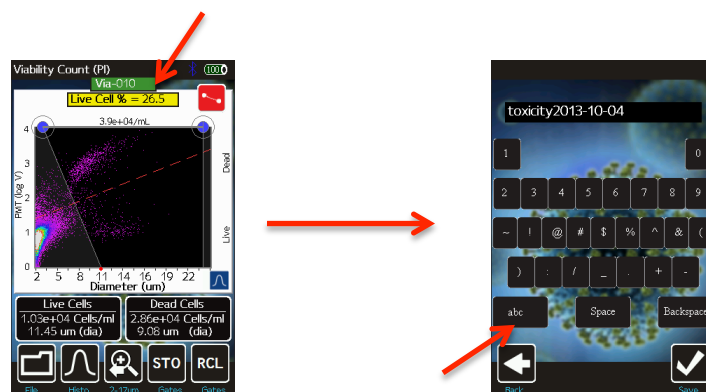 Viability Count (PI)
100.0
Via-010
Live Cell % = 26.5
3.9e+04/mL
4
3
2
1
0
PMT (log V)
Dead
Live
2 5 8 11 14 16 19 22
Diameter (um)
Live Cells
1.03e+04 Cells/ml
11.45 um (dia)
Dead Cells
2.86e+04 Cells/ml
9.08 um (dia)
STO
RCL
File Histo 2-17um Gates Gates
toxicity2013-10-04
1 0
2 3 4 5 6 7 8 9
~ ! @ # $ % ^ & (
) : / _ . + -
abc Space Backspace
Back Save